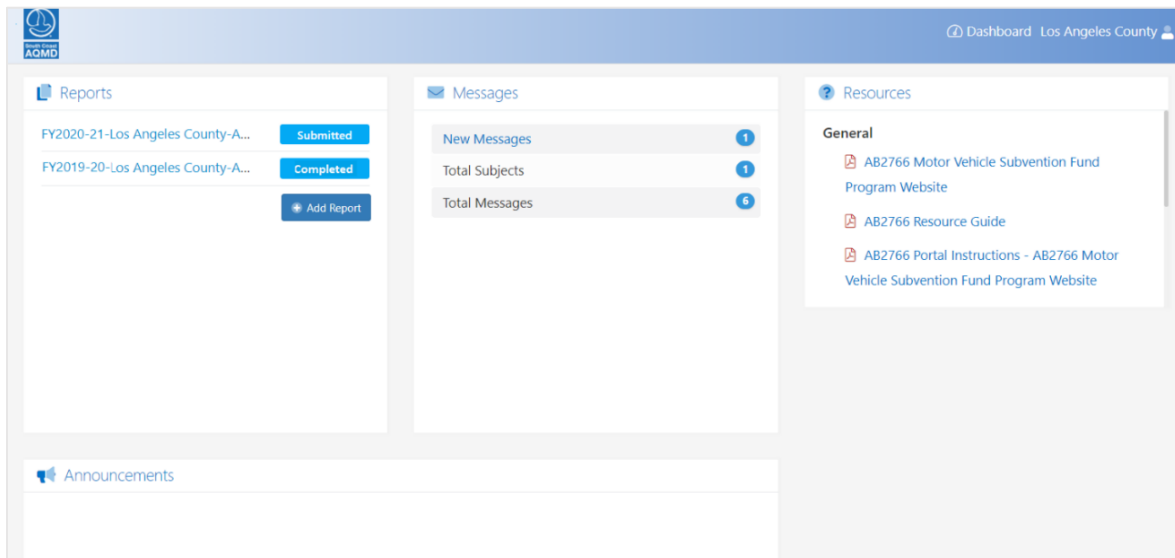 South Coast
AQMD
Dashboard Los Angeles County
Reports
FY2020-21-Los Angeles County-A... Submitted
FY2019-20-Los Angeles County-A... Completed
Add Report
Messages
New Messages 1
Total Subjects 1
Total Messages 6
Resources
General
AB2766 Motor Vehicle Subvention Fund
Program Website
AB2766 Resource Guide
AB2766 Portal Instructions - AB2766 Motor
Vehicle Subvention Fund Program Website
Announcements